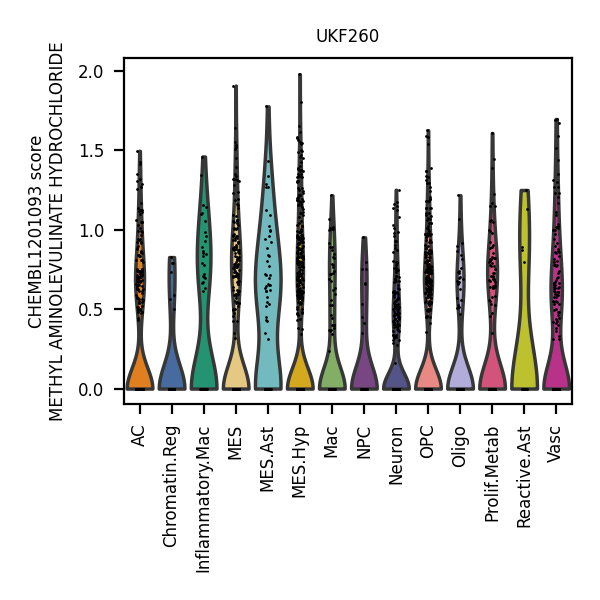 UKF260
CHEMBL1201093 score
METHYL AMINOLEVULINATE HYDROCHLORIDE
2.0
1.5
1.0
0.5
0.0
AC
Chromatin.Reg
Inflammatory.Mac
MES
MES.Ast
MES.Hyp
Mac
NPC
Neuron
OPC
Oligo
Prolif.Metab
Reactive.Ast
Vasc